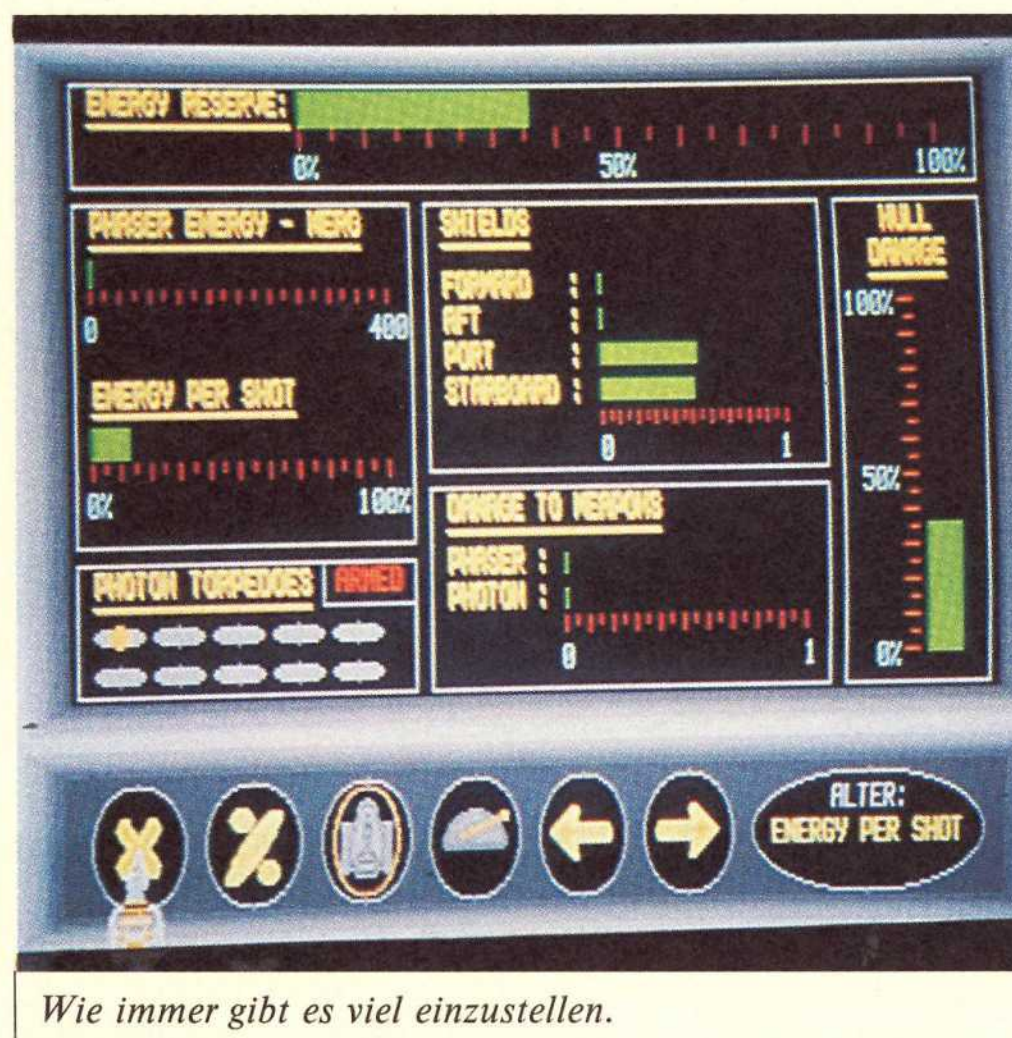 ENERGY RESERVE:
0% 50% 100%
PHASER ENERGY - NERG
0 400
ENERGY PER SHOT
0% 100%
PHOTON TORPEDOES ARMED
SHIELDS
FORWARD :
AFT :
PORT :
STARBOARD :
0 1
DAMAGE TO WEAPONS
PHASER :
PHOTON :
0 1
HULL
DAMAGE
100%
50%
0%
%
ALTER:
ENERGY PER SHOT
Wie immer gibt es viel einzustellen.